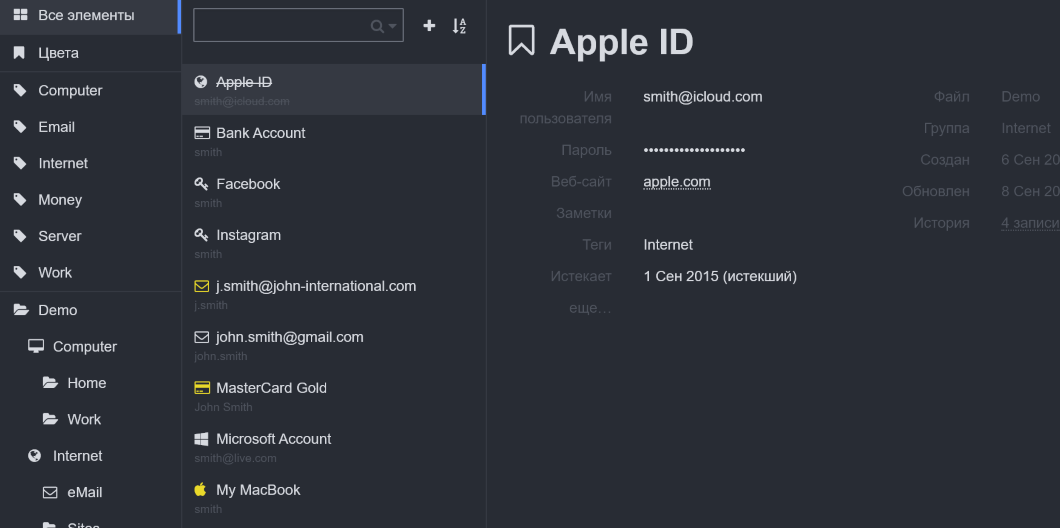 Все элементы
Цвета
Computer
Email
Internet
Money
Server
Work
Demo
Computer
Home
Work
Internet
eMail
Sites
Apple ID
smith@icloud.com
Bank Account
smith
Facebook
smith
Instagram
smith
j.smith@john-international.com
j.smith
john.smith@gmail.com
john.smith
MasterCard Gold
John Smith
Microsoft Account
smith@live.com
My MacBook
smith
Apple ID
Имя пользователя smith@icloud.com
Пароль ••••••••••••••••••••
Веб-сайт apple.com
Заметки
Теги Internet
Истекает 1 Сен 2015 (истекший)
еще…
Файл Demo
Группа Internet
Создан 6 Сен 20
Обновлен 8 Сен 20
История 4 записи